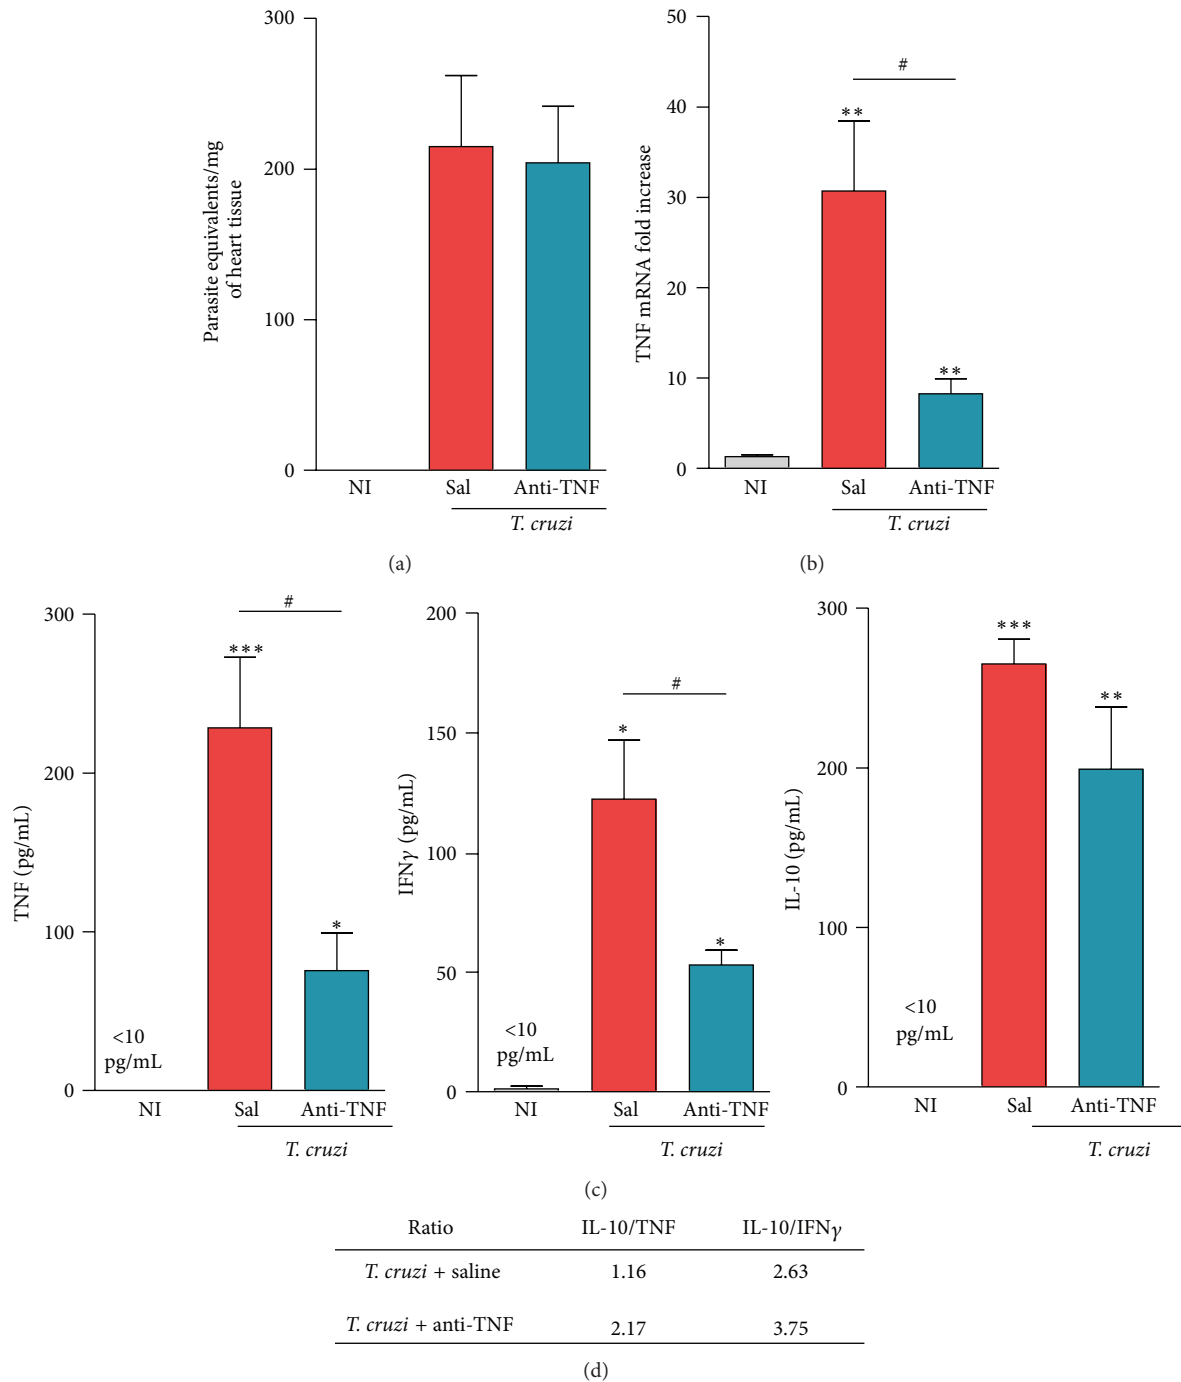 300
200
100
0
Parasite equivalents/mg
of heart tissue
NI
Sal
Anti-TNF
T. cruzi
(a)
50
40
30
20
10
0
TNF mRNA fold increase
#
**
**
NI
Sal
Anti-TNF
T. cruzi
(b)
300
200
100
0
TNF (pg/mL)
#
***
*
<10
pg/mL
NI
Sal
Anti-TNF
T. cruzi
200
150
100
50
0
IFNγ (pg/mL)
#
*
*
<10
pg/mL
NI
Sal
Anti-TNF
T. cruzi
300
200
100
0
IL-10 (pg/mL)
***
**
<10
pg/mL
NI
Sal
Anti-TNF
T. cruzi
(c)
Ratio IL-10/TNF IL-10/IFNγ
T. cruzi + saline 1.16 2.63
T. cruzi + anti-TNF 2.17 3.75
(d)